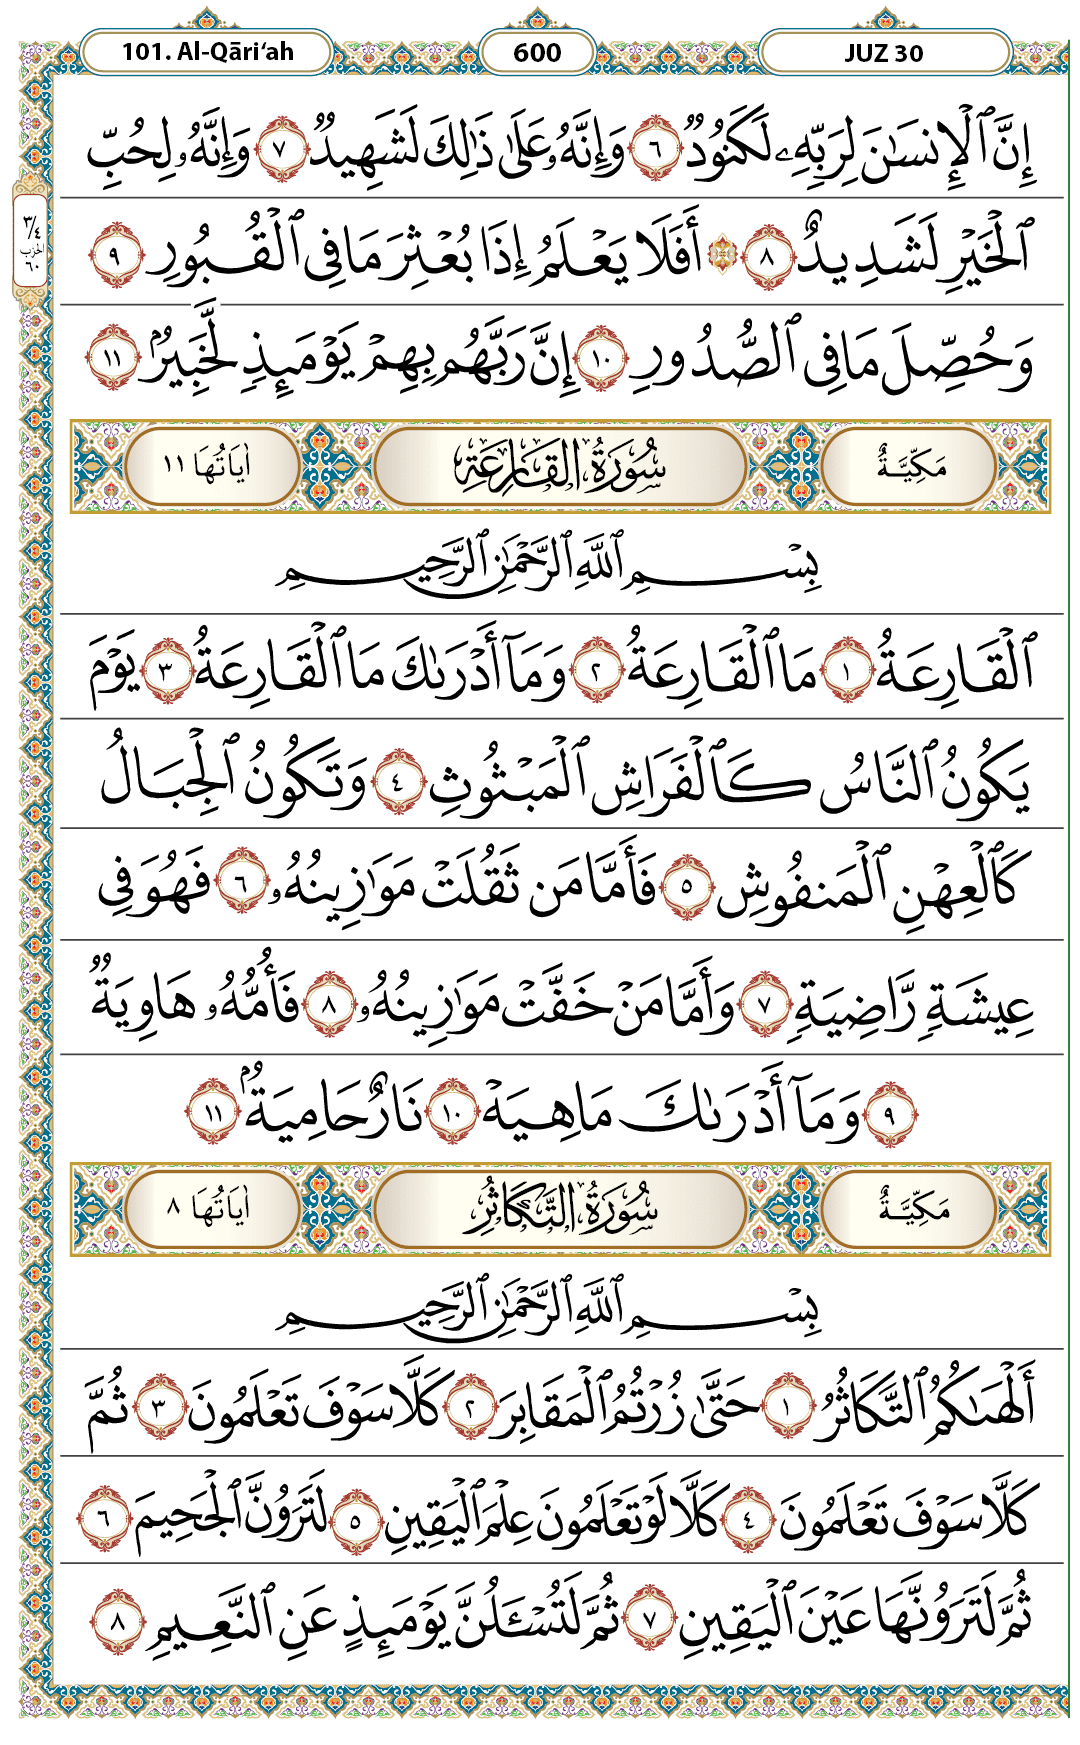 101. Al-Qāri‘ah 600 JUZ 30
إِنَّ ٱلْإِنسَـٰنَ لِرَبِّهِۦ لَكَنُودٌ ٦ وَإِنَّهُۥ عَلَىٰ ذَٰلِكَ لَشَهِيدٌ ٧ وَإِنَّهُۥ لِحُبِّ
ٱلْخَيْرِ لَشَدِيدٌ ٨ ۞ أَفَلَا يَعْلَمُ إِذَا بُعْثِرَ مَا فِى ٱلْقُبُورِ ٩
٣/٤
الحزب
٦٠
وَحُصِّلَ مَا فِى ٱلصُّدُورِ ١٠ إِنَّ رَبَّهُم بِهِمْ يَوْمَئِذٍ لَّخَبِيرٌۢ ١١
مَكِّيَّةٌ سُورَةُ القَارِعَةِ اٰيَاتُهَا ١١
بِسْمِ ٱللَّهِ ٱلرَّحْمَـٰنِ ٱلرَّحِيمِ
ٱلْقَارِعَةُ ١ مَا ٱلْقَارِعَةُ ٢ وَمَآ أَدْرَىٰكَ مَا ٱلْقَارِعَةُ ٣ يَوْمَ
يَكُونُ ٱلنَّاسُ كَٱلْفَرَاشِ ٱلْمَبْثُوثِ ٤ وَتَكُونُ ٱلْجِبَالُ
كَٱلْعِهْنِ ٱلْمَنفُوشِ ٥ فَأَمَّا مَن ثَقُلَتْ مَوَٰزِينُهُۥ ٦ فَهُوَ فِى
عِيشَةٍ رَّاضِيَةٍ ٧ وَأَمَّا مَنْ خَفَّتْ مَوَٰزِينُهُۥ ٨ فَأُمُّهُۥ هَاوِيَةٌ
٩ وَمَآ أَدْرَىٰكَ مَا هِيَهْ ١٠ نَارٌ حَامِيَةٌۢ ١١
مَكِّيَّةٌ سُورَةُ التَّكَاثُرِ اٰيَاتُهَا ٨
بِسْمِ ٱللَّهِ ٱلرَّحْمَـٰنِ ٱلرَّحِيمِ
أَلْهَىٰكُمُ ٱلتَّكَاثُرُ ١ حَتَّىٰ زُرْتُمُ ٱلْمَقَابِرَ ٢ كَلَّا سَوْفَ تَعْلَمُونَ ٣ ثُمَّ
كَلَّا سَوْفَ تَعْلَمُونَ ٤ كَلَّا لَوْ تَعْلَمُونَ عِلْمَ ٱلْيَقِينِ ٥ لَتَرَوُنَّ ٱلْجَحِيمَ ٦
ثُمَّ لَتَرَوُنَّهَا عَيْنَ ٱلْيَقِينِ ٧ ثُمَّ لَتُسْـَٔلُنَّ يَوْمَئِذٍ عَنِ ٱلنَّعِيمِ ٨